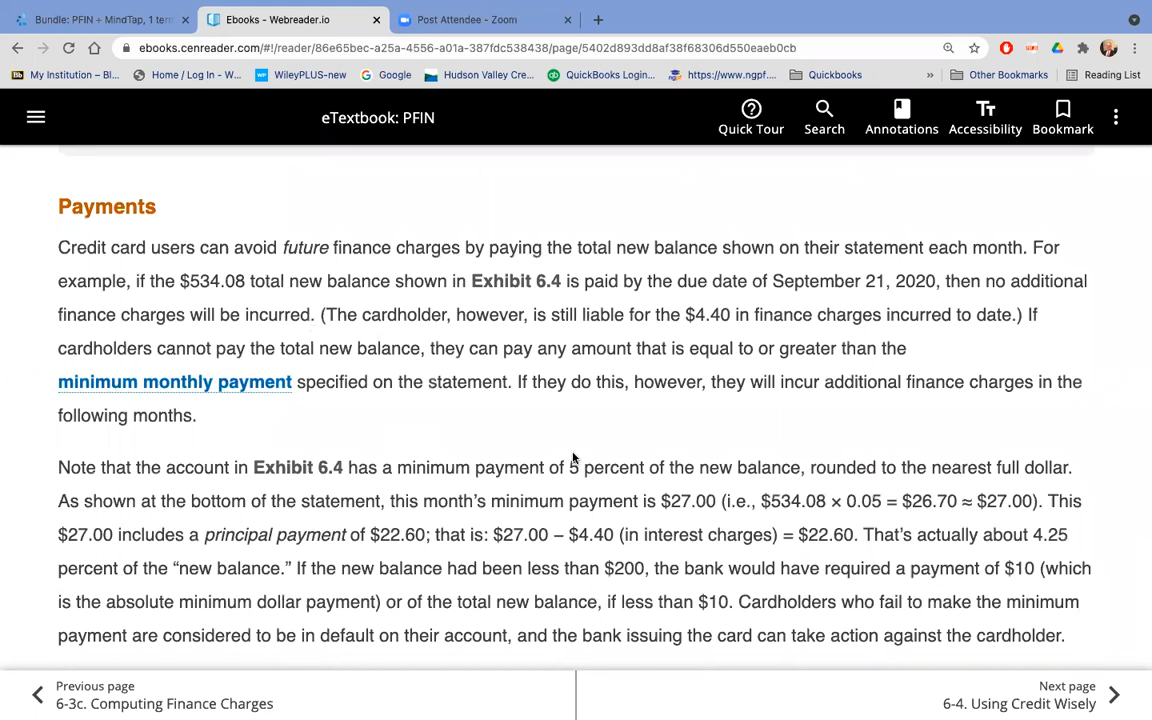 Bundle: PFIN + MindTap, 1 ter
Ebooks - Webreader.io
Post Attendee - Zoom
ebooks.cenreader.com/#!/reader/86e65bec-a25a-4556-a01a-387fdc538438/page/5402d893dd8af38f68306d550eaeb0cb
Bb My Institution – Bl... Home / Log In - W... WP WileyPLUS-new Google Hudson Valley Cre... qb QuickBooks Login... https://www.ngpf.... Quickbooks » Other Bookmarks Reading List
eTextbook: PFIN
Quick Tour Search Annotations Accessibility Bookmark
Payments
Credit card users can avoid future finance charges by paying the total new balance shown on their statement each month. For
example, if the $534.08 total new balance shown in Exhibit 6.4 is paid by the due date of September 21, 2020, then no additional
finance charges will be incurred. (The cardholder, however, is still liable for the $4.40 in finance charges incurred to date.) If
cardholders cannot pay the total new balance, they can pay any amount that is equal to or greater than the
minimum monthly payment specified on the statement. If they do this, however, they will incur additional finance charges in the
following months.
Note that the account in Exhibit 6.4 has a minimum payment of 5 percent of the new balance, rounded to the nearest full dollar.
As shown at the bottom of the statement, this month's minimum payment is $27.00 (i.e., $534.08 × 0.05 = $26.70 ≈ $27.00). This
$27.00 includes a principal payment of $22.60; that is: $27.00 − $4.40 (in interest charges) = $22.60. That's actually about 4.25
percent of the “new balance.” If the new balance had been less than $200, the bank would have required a payment of $10 (which
is the absolute minimum dollar payment) or of the total new balance, if less than $10. Cardholders who fail to make the minimum
payment are considered to be in default on their account, and the bank issuing the card can take action against the cardholder.
Previous page
6-3c. Computing Finance Charges
Next page
6-4. Using Credit Wisely